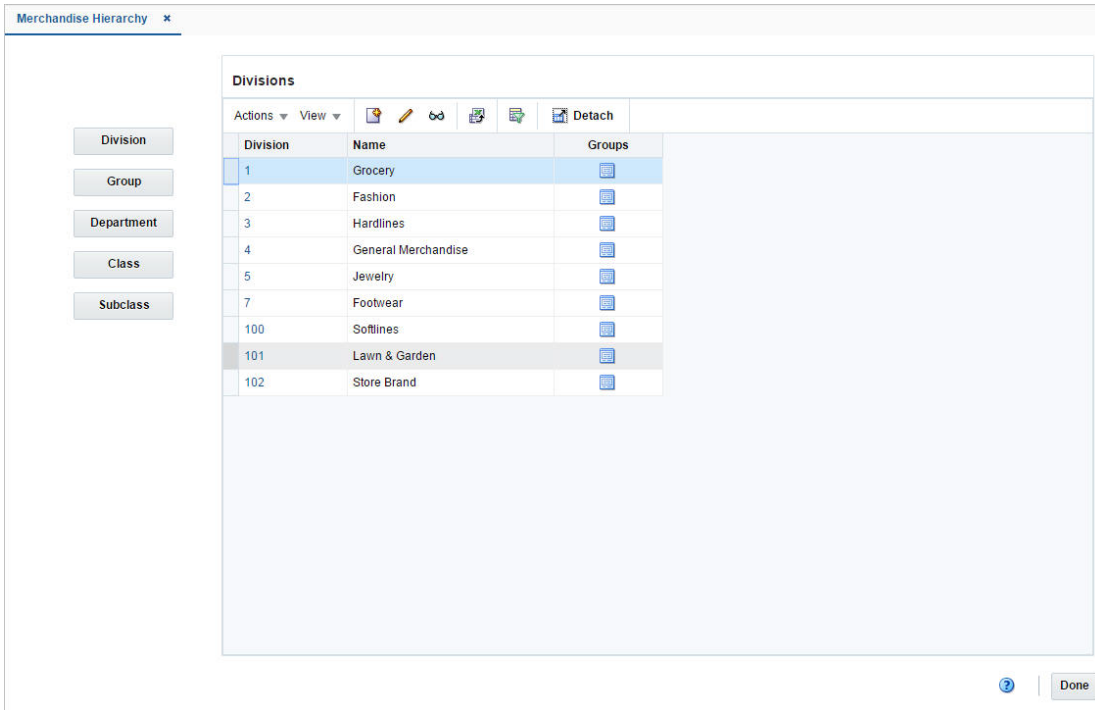 Merchandise Hierarchy ×
Divisions
Actions View Detach
Division
Group
Department
Class
Subclass
Division Name Groups
1 Grocery
2 Fashion
3 Hardlines
4 General Merchandise
5 Jewelry
7 Footwear
100 Softlines
101 Lawn & Garden
102 Store Brand
? Done